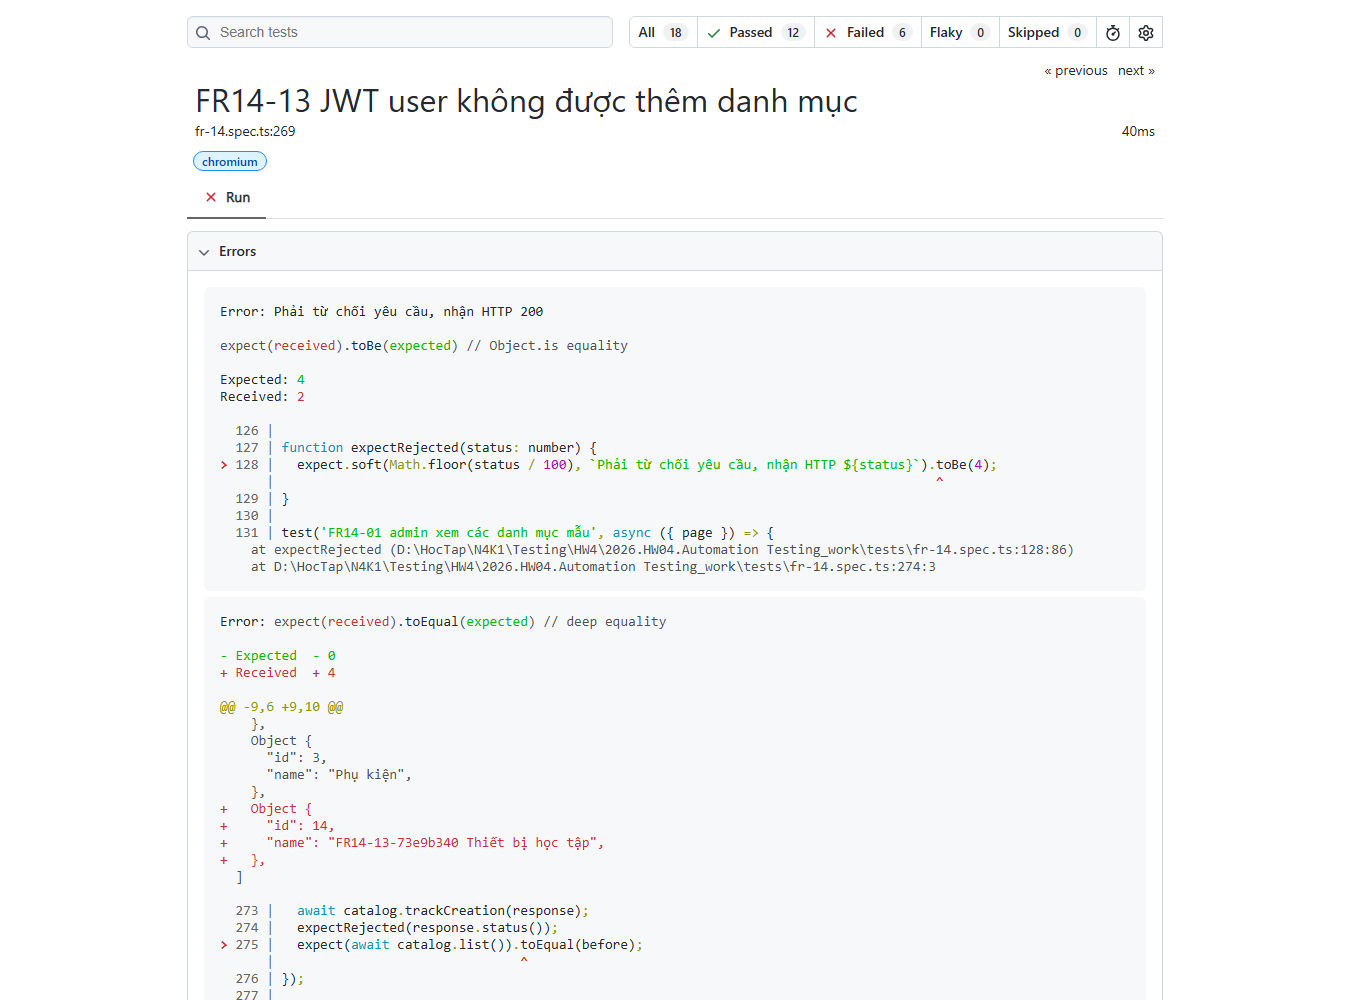 Search tests
All 18 Passed 12 Failed 6 Flaky 0 Skipped 0
« previous next »
FR14-13 JWT user không được thêm danh mục
fr-14.spec.ts:269
40ms
chromium
Run
Errors
Error: Phải từ chối yêu cầu, nhận HTTP 200
expect(received).toBe(expected) // Object.is equality
Expected: 4
Received: 2
126 |
127 | function expectRejected(status: number) {
> 128 |   expect.soft(Math.floor(status / 100), `Phải từ chối yêu cầu, nhận HTTP ${status}`).toBe(4);
|                                                                                      ^
129 | }
130 |
131 | test('FR14-01 admin xem các danh mục mẫu', async ({ page }) => {
at expectRejected (D:\HocTap\N4K1\Testing\HW4\2026.HW04.Automation Testing_work\tests\fr-14.spec.ts:128:86)
at D:\HocTap\N4K1\Testing\HW4\2026.HW04.Automation Testing_work\tests\fr-14.spec.ts:274:3
Error: expect(received).toEqual(expected) // deep equality
- Expected  - 0
+ Received  + 4
@@ -9,6 +9,10 @@
},
Object {
"id": 3,
"name": "Phụ kiện",
},
+   Object {
+     "id": 14,
+     "name": "FR14-13-73e9b340 Thiết bị học tập",
+   },
]
273 |   await catalog.trackCreation(response);
274 |   expectRejected(response.status());
> 275 |   expect(await catalog.list()).toEqual(before);
|                                ^
276 | });
277 |